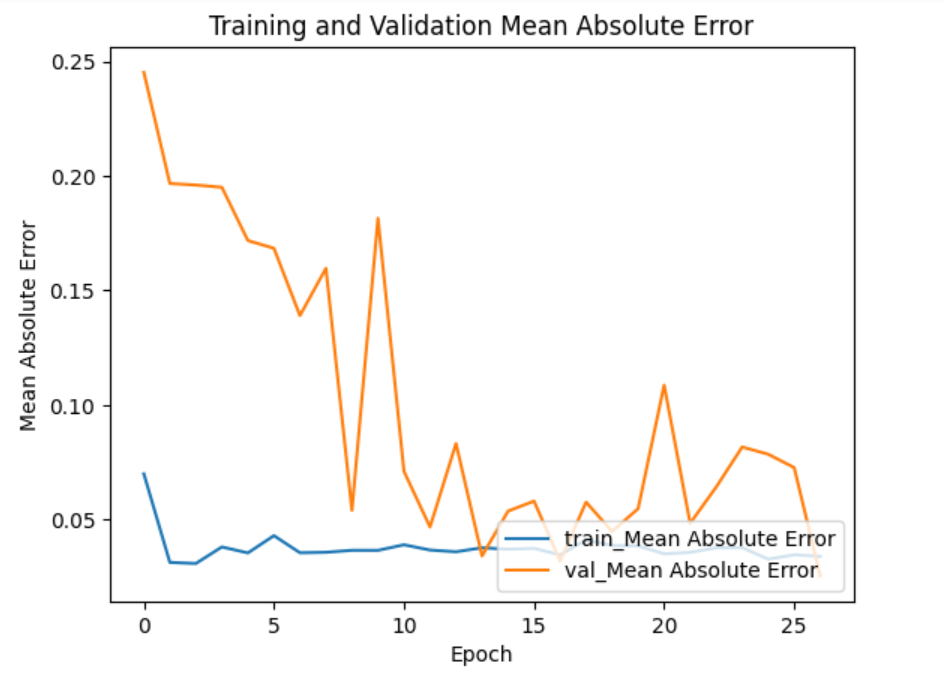 Training and Validation Mean Absolute Error
Mean Absolute Error
0.25
0.20
0.15
0.10
0.05
train_Mean Absolute Error
val_Mean Absolute Error
0 5 10 15 20 25
Epoch